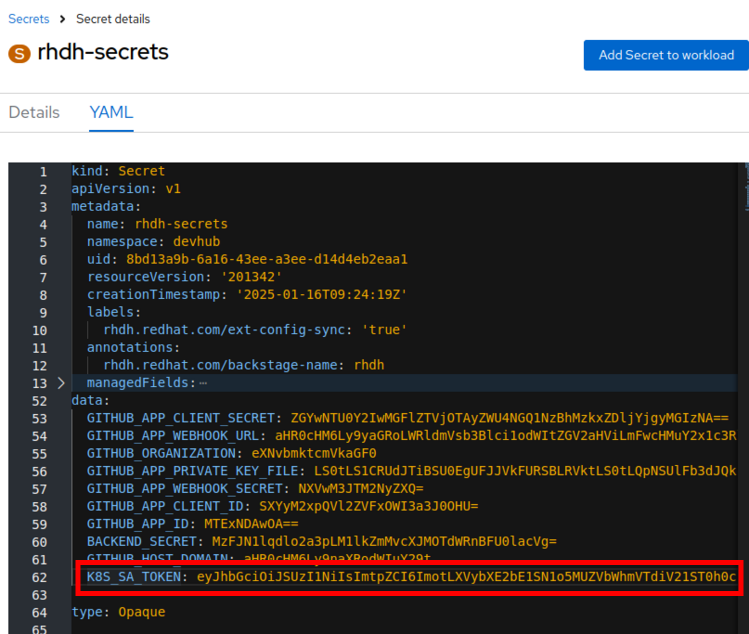 Secrets > Secret details
S rhdh-secrets
Add Secret to workload
Details YAML
1 kind: Secret
2 apiVersion: v1
3 metadata:
4 name: rhdh-secrets
5 namespace: devhub
6 uid: 8bd13a9b-6a16-43ee-a3ee-d14d4eb2eaa1
7 resourceVersion: '201342'
8 creationTimestamp: '2025-01-16T09:24:19Z'
9 labels:
10 rhdh.redhat.com/ext-config-sync: 'true'
11 annotations:
12 rhdh.redhat.com/backstage-name: rhdh
13 > managedFields: ⋯
52 data:
53 GITHUB_APP_CLIENT_SECRET: ZGYwNTU0Y2IwMGFlZTVjOTAyZWU4NGQ1NzBhMzkxZDljYjgyMGIzNA==
54 GITHUB_APP_WEBHOOK_URL: aHR0cHM6Ly9yaGRoLWRldmVsb3Blci1odWItZGV2aHViLmFwcHMuY2x1c3R
55 GITHUB_ORGANIZATION: eXNvbmktcmVkaGF0
56 GITHUB_APP_PRIVATE_KEY_FILE: LS0tLS1CRUdJTiBSU0EgUFJJVkFURSBLRVktLS0tLQpNSUlFb3dJQk
57 GITHUB_APP_WEBHOOK_SECRET: NXVwM3JTM2NyZXQ=
58 GITHUB_APP_CLIENT_ID: SXYyM2xpQVl2ZVFxOWI3a3J0OHU=
59 GITHUB_APP_ID: MTExNDAwOA==
60 BACKEND_SECRET: MzFJN1lqdlo2a3pLM1lkZmMvcXJMOTdWRnBFU0lacVg=
61 GITHUB_HOST_DOMAIN: aHR0cHM6Ly9naXRodWIuY29t
62 K8S_SA_TOKEN: eyJhbGciOiJSUzI1NiIsImtpZCI6ImotLXVybXE2bE1SN1o5MUZVbWhmVTdiV21ST0h0c
63
64 type: Opaque
65